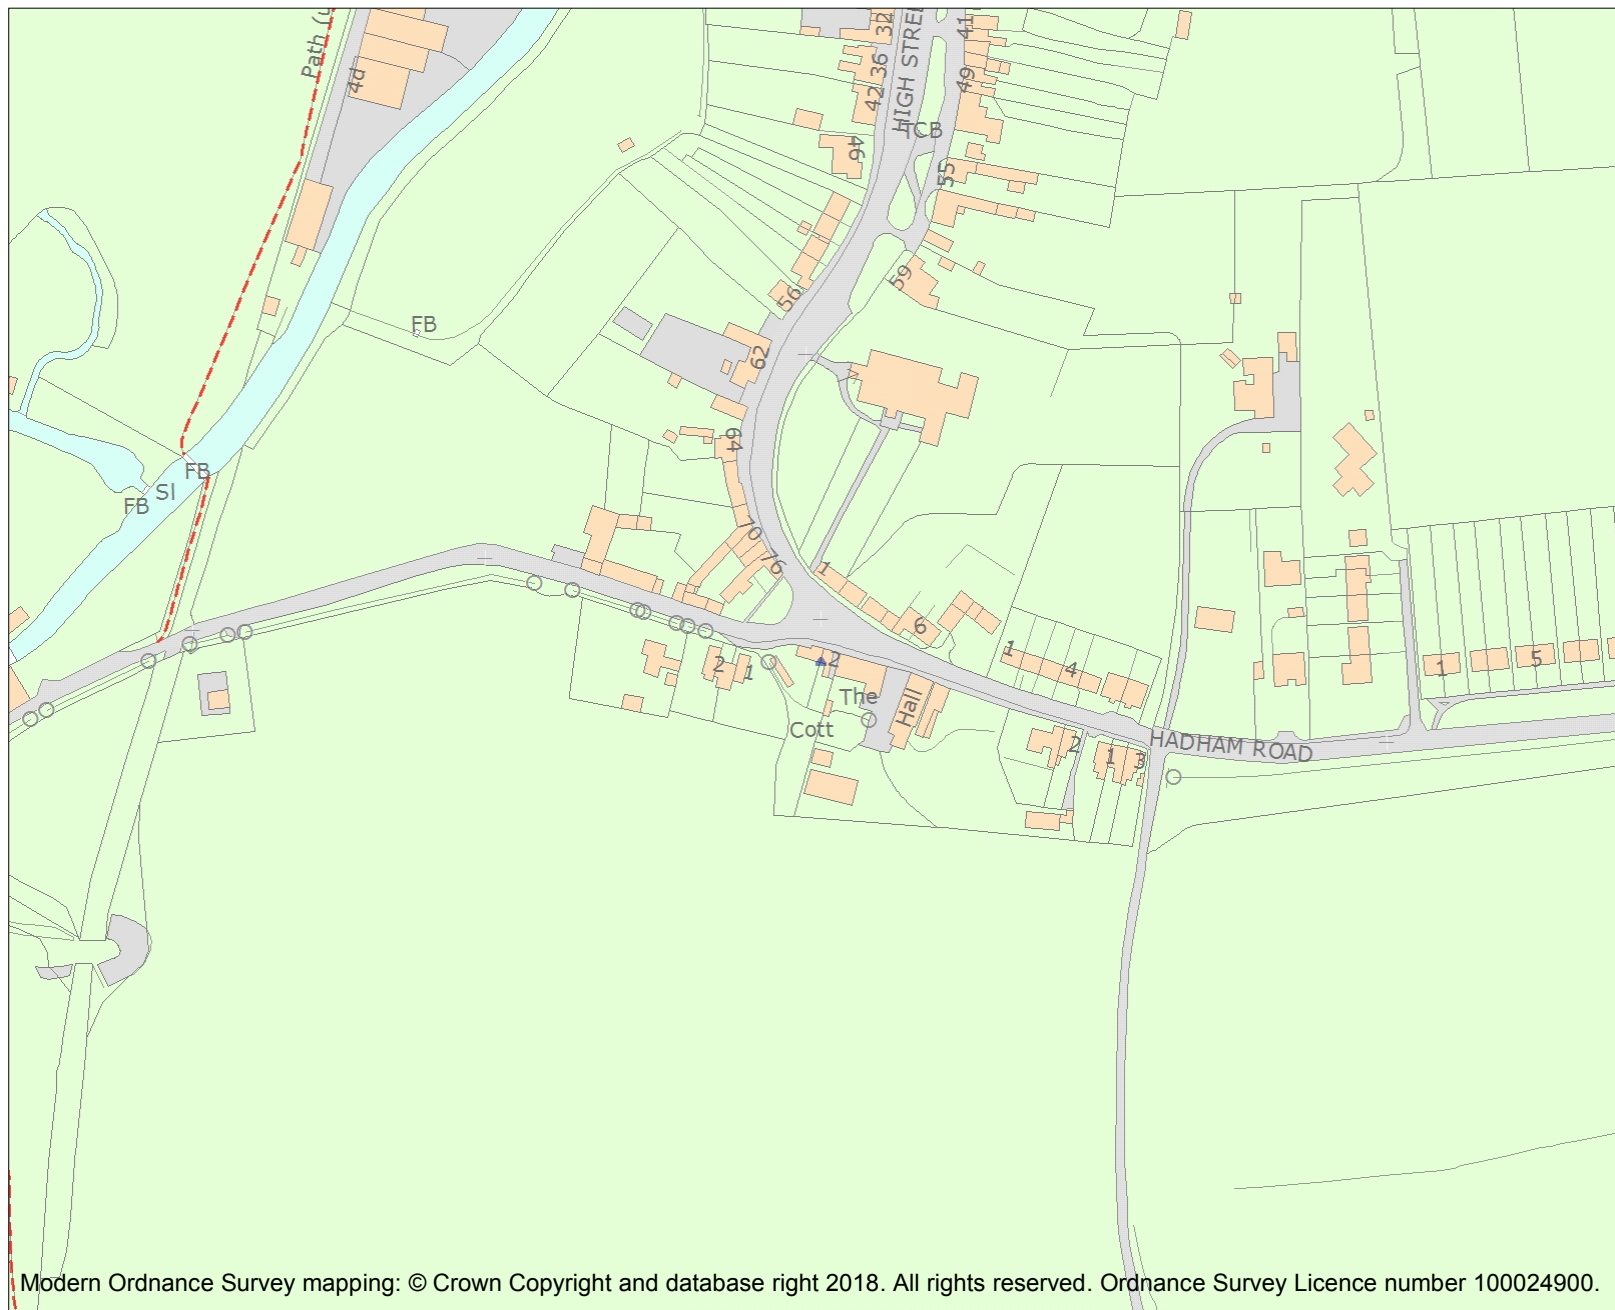 Path (u
4d
32
41
HIGH STREE
36
49
42
TCB
46
55
59
56
FB
62
64
FB
Sl
FB
70
76
1
6
2
1
2
1
4
The
Hall
Cott
2
1
3
HADHAM ROAD
1
5
Modern Ordnance Survey mapping: © Crown Copyright and database right 2018. All rights reserved. Ordnance Survey Licence number 100024900.